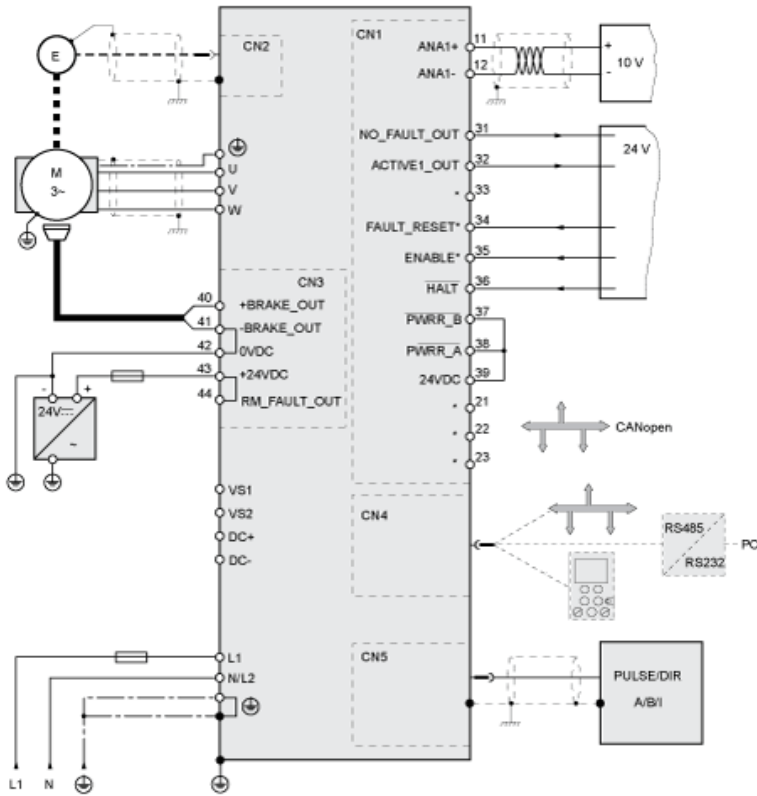 E
CN2
CN1
ANA1+ 11
ANA1- 12
+
10 V
-
NO_FAULT_OUT 31
24 V
ACTIVE1_OUT 32
M
3~
U
V
W
* 33
FAULT_RESET* 34
ENABLE* 35
HALT 36
CN3
40 +BRAKE_OUT
41 -BRAKE_OUT
42 0VDC
43 +24VDC
44 RM_FAULT_OUT
PWRR_B 37
PWRR_A 38
24VDC 39
* 21
* 22
* 23
CANopen
- +
24V
~
VS1
VS2
DC+
DC-
CN4
RS485
RS232
PC
L1
N/L2
CN5
PULSE/DIR
A/B/I
L1 N